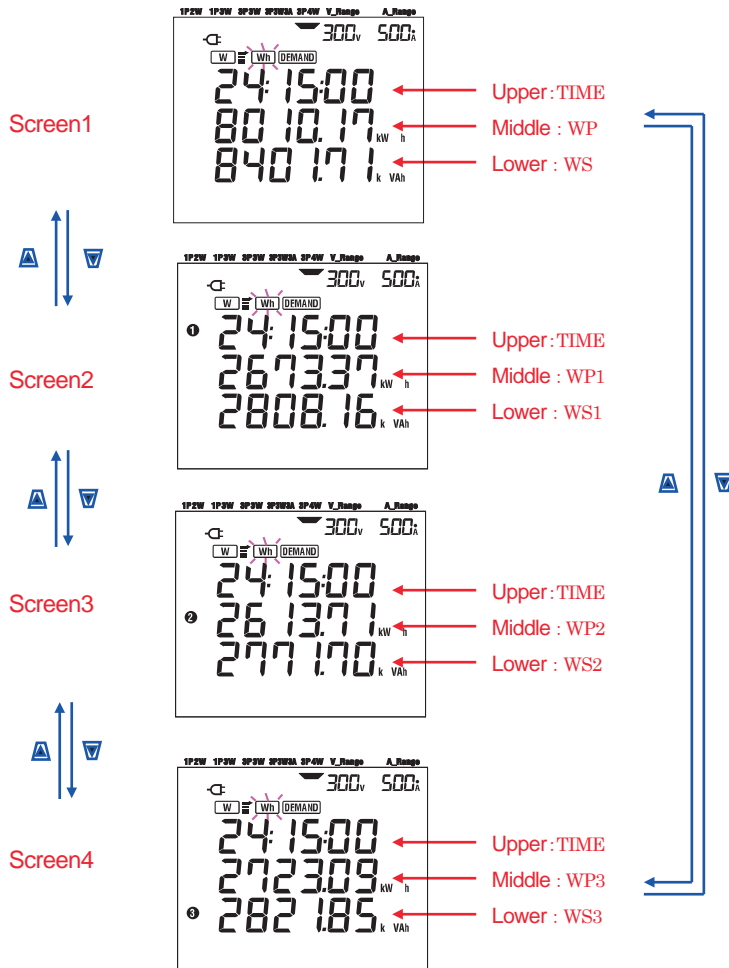 1P2W 1P3W 3P3W 3P3W3A 3P4W V_Range A_Range
300V 500A
W Wh DEMAND
24:15:00 Upper : TIME
Screen1 8010.17 kW h Middle : WP
8401.71 k VAh Lower : WS
1P2W 1P3W 3P3W 3P3W3A 3P4W V_Range A_Range
300V 500A
W Wh DEMAND
❶ 24:15:00 Upper : TIME
Screen2 2673.37 kW h Middle : WP1
2808.16 k VAh Lower : WS1
1P2W 1P3W 3P3W 3P3W3A 3P4W V_Range A_Range
300V 500A
W Wh DEMAND
24:15:00 Upper : TIME
Screen3 ❷ 2613.71 kW h Middle : WP2
2771.70 k VAh Lower : WS2
1P2W 1P3W 3P3W 3P3W3A 3P4W V_Range A_Range
300V 500A
W Wh DEMAND
24:15:00 Upper : TIME
Screen4 2723.09 kW h Middle : WP3
❸ 2821.85 k VAh Lower : WS3